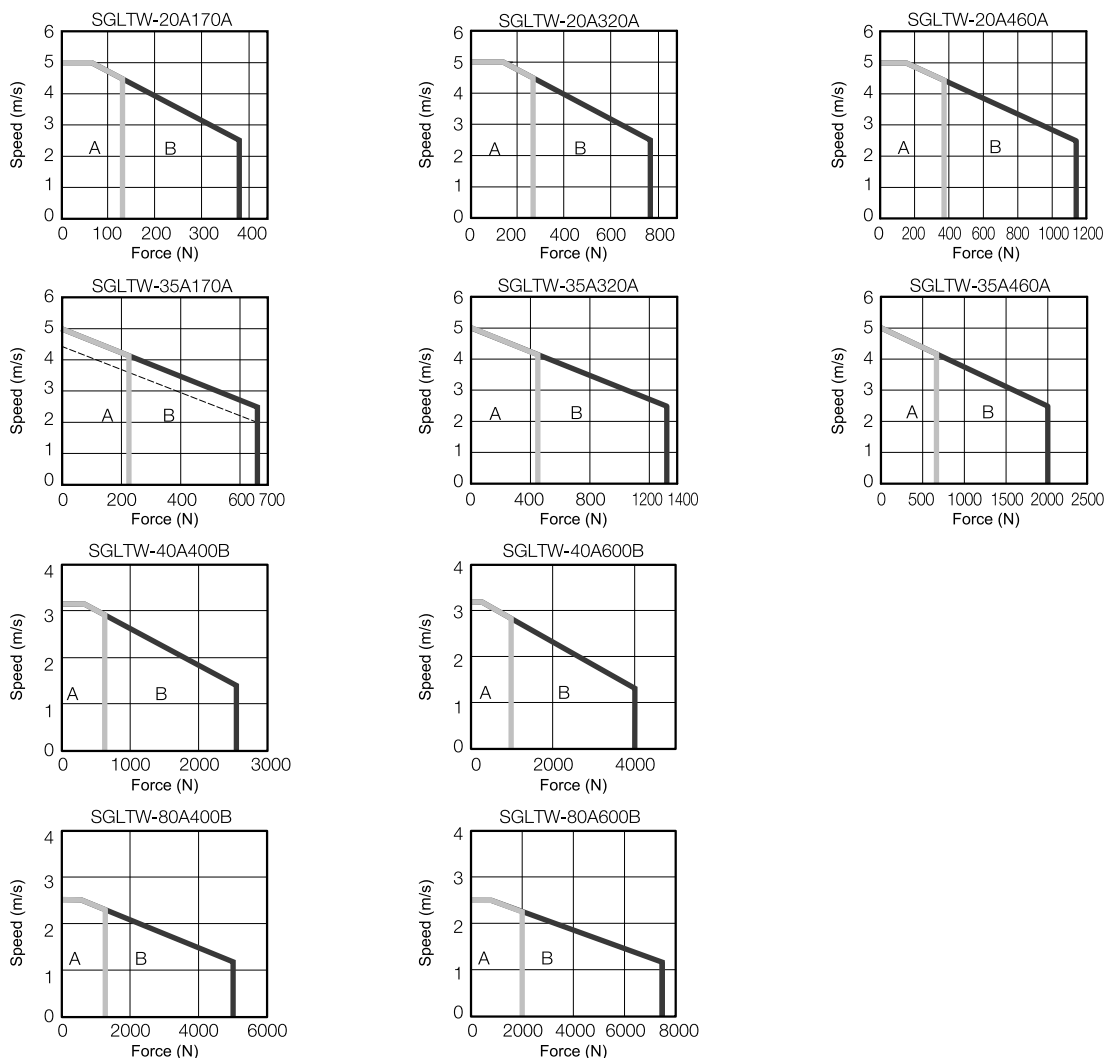 SGLTW-20A170A
6
5
4
3
2
1
0
Speed (m/s)
A
B
0 100 200 300 400
Force (N)
SGLTW-20A320A
6
5
4
3
2
1
0
Speed (m/s)
A
B
0 200 400 600 800
Force (N)
SGLTW-20A460A
6
5
4
3
2
1
0
Speed (m/s)
A
B
0 200 400 600 800 1000 1200
Force (N)
SGLTW-35A170A
6
5
4
3
2
1
0
Speed (m/s)
A
B
0 200 400 600 700
Force (N)
SGLTW-35A320A
6
5
4
3
2
1
0
Speed (m/s)
A
B
0 400 800 1200 1400
Force (N)
SGLTW-35A460A
6
5
4
3
2
1
0
Speed (m/s)
A
B
0 500 1000 1500 2000 2500
Force (N)
SGLTW-40A400B
4
3
2
1
0
Speed (m/s)
A
B
0 1000 2000 3000
Force (N)
SGLTW-40A600B
4
3
2
1
0
Speed (m/s)
A
B
0 2000 4000
Force (N)
SGLTW-80A400B
4
3
2
1
0
Speed (m/s)
A
B
0 2000 4000 6000
Force (N)
SGLTW-80A600B
4
3
2
1
0
Speed (m/s)
A
B
0 2000 4000 6000 8000
Force (N)